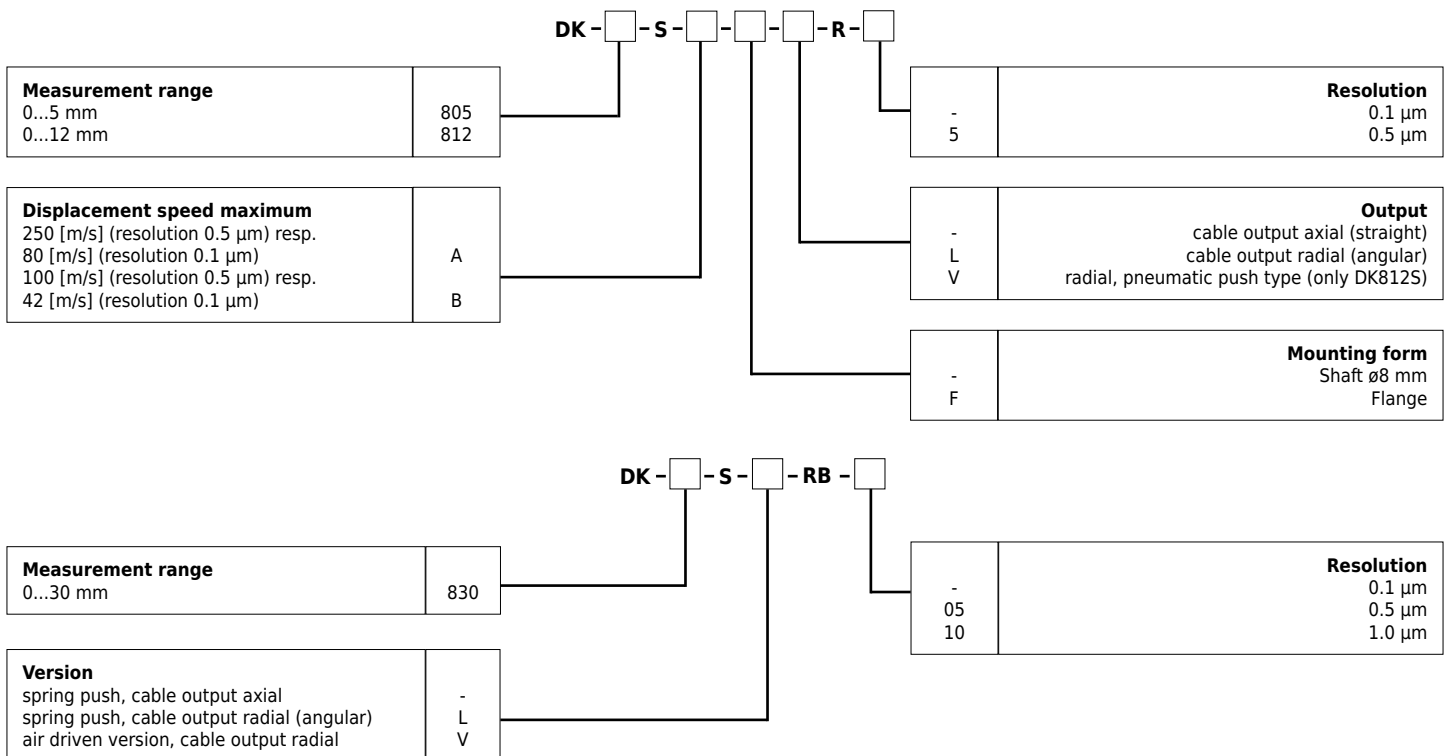 DK – – S – – – – R –
Measurement range
0...5 mm 805
0...12 mm 812
Resolution
- 0.1 µm
5 0.5 µm
Displacement speed maximum
250 [m/s] (resolution 0.5 µm) resp.
80 [m/s] (resolution 0.1 µm) A
100 [m/s] (resolution 0.5 µm) resp.
42 [m/s] (resolution 0.1 µm) B
Output
- cable output axial (straight)
L cable output radial (angular)
V radial, pneumatic push type (only DK812S)
Mounting form
- Shaft ø8 mm
F Flange
DK – – S – – RB –
Measurement range
0...30 mm 830
Resolution
- 0.1 µm
05 0.5 µm
10 1.0 µm
Version
spring push, cable output axial -
spring push, cable output radial (angular) L
air driven version, cable output radial V